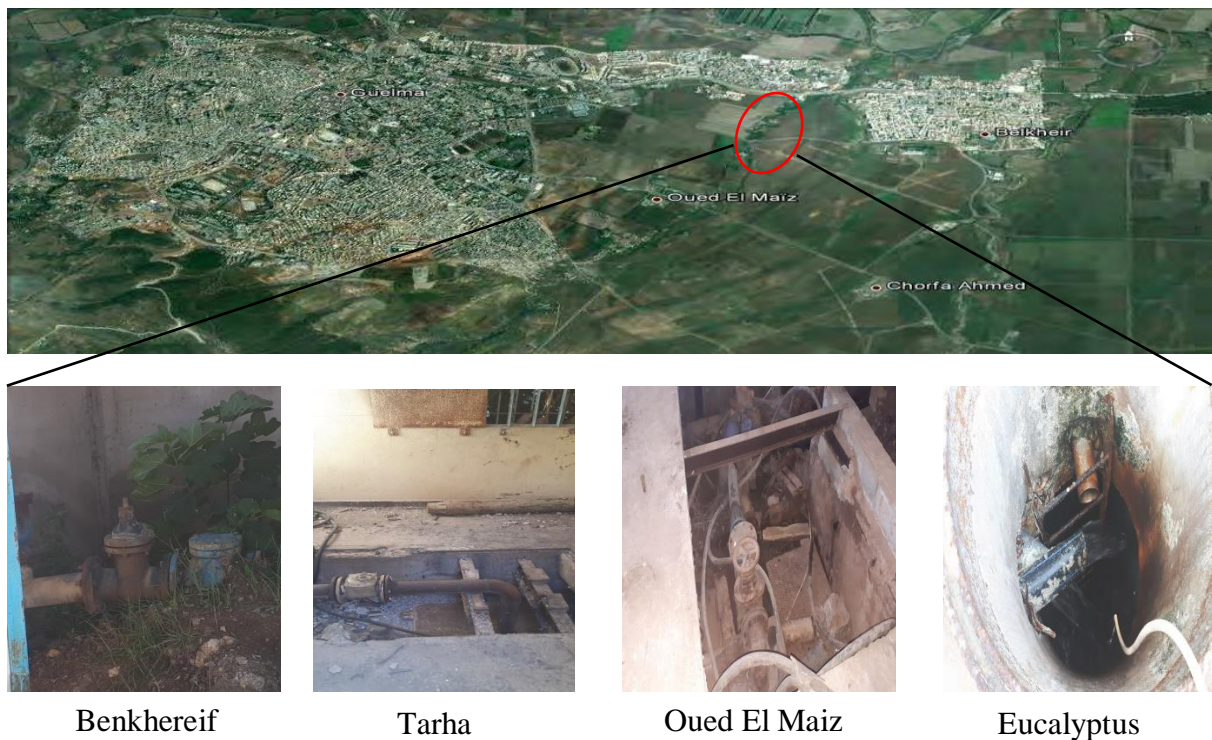 Guelma
Belkheir
Oued El Maïz
Chorfa Ahmed
Benkhereif
Tarha
Oued El Maiz
Eucalyptus